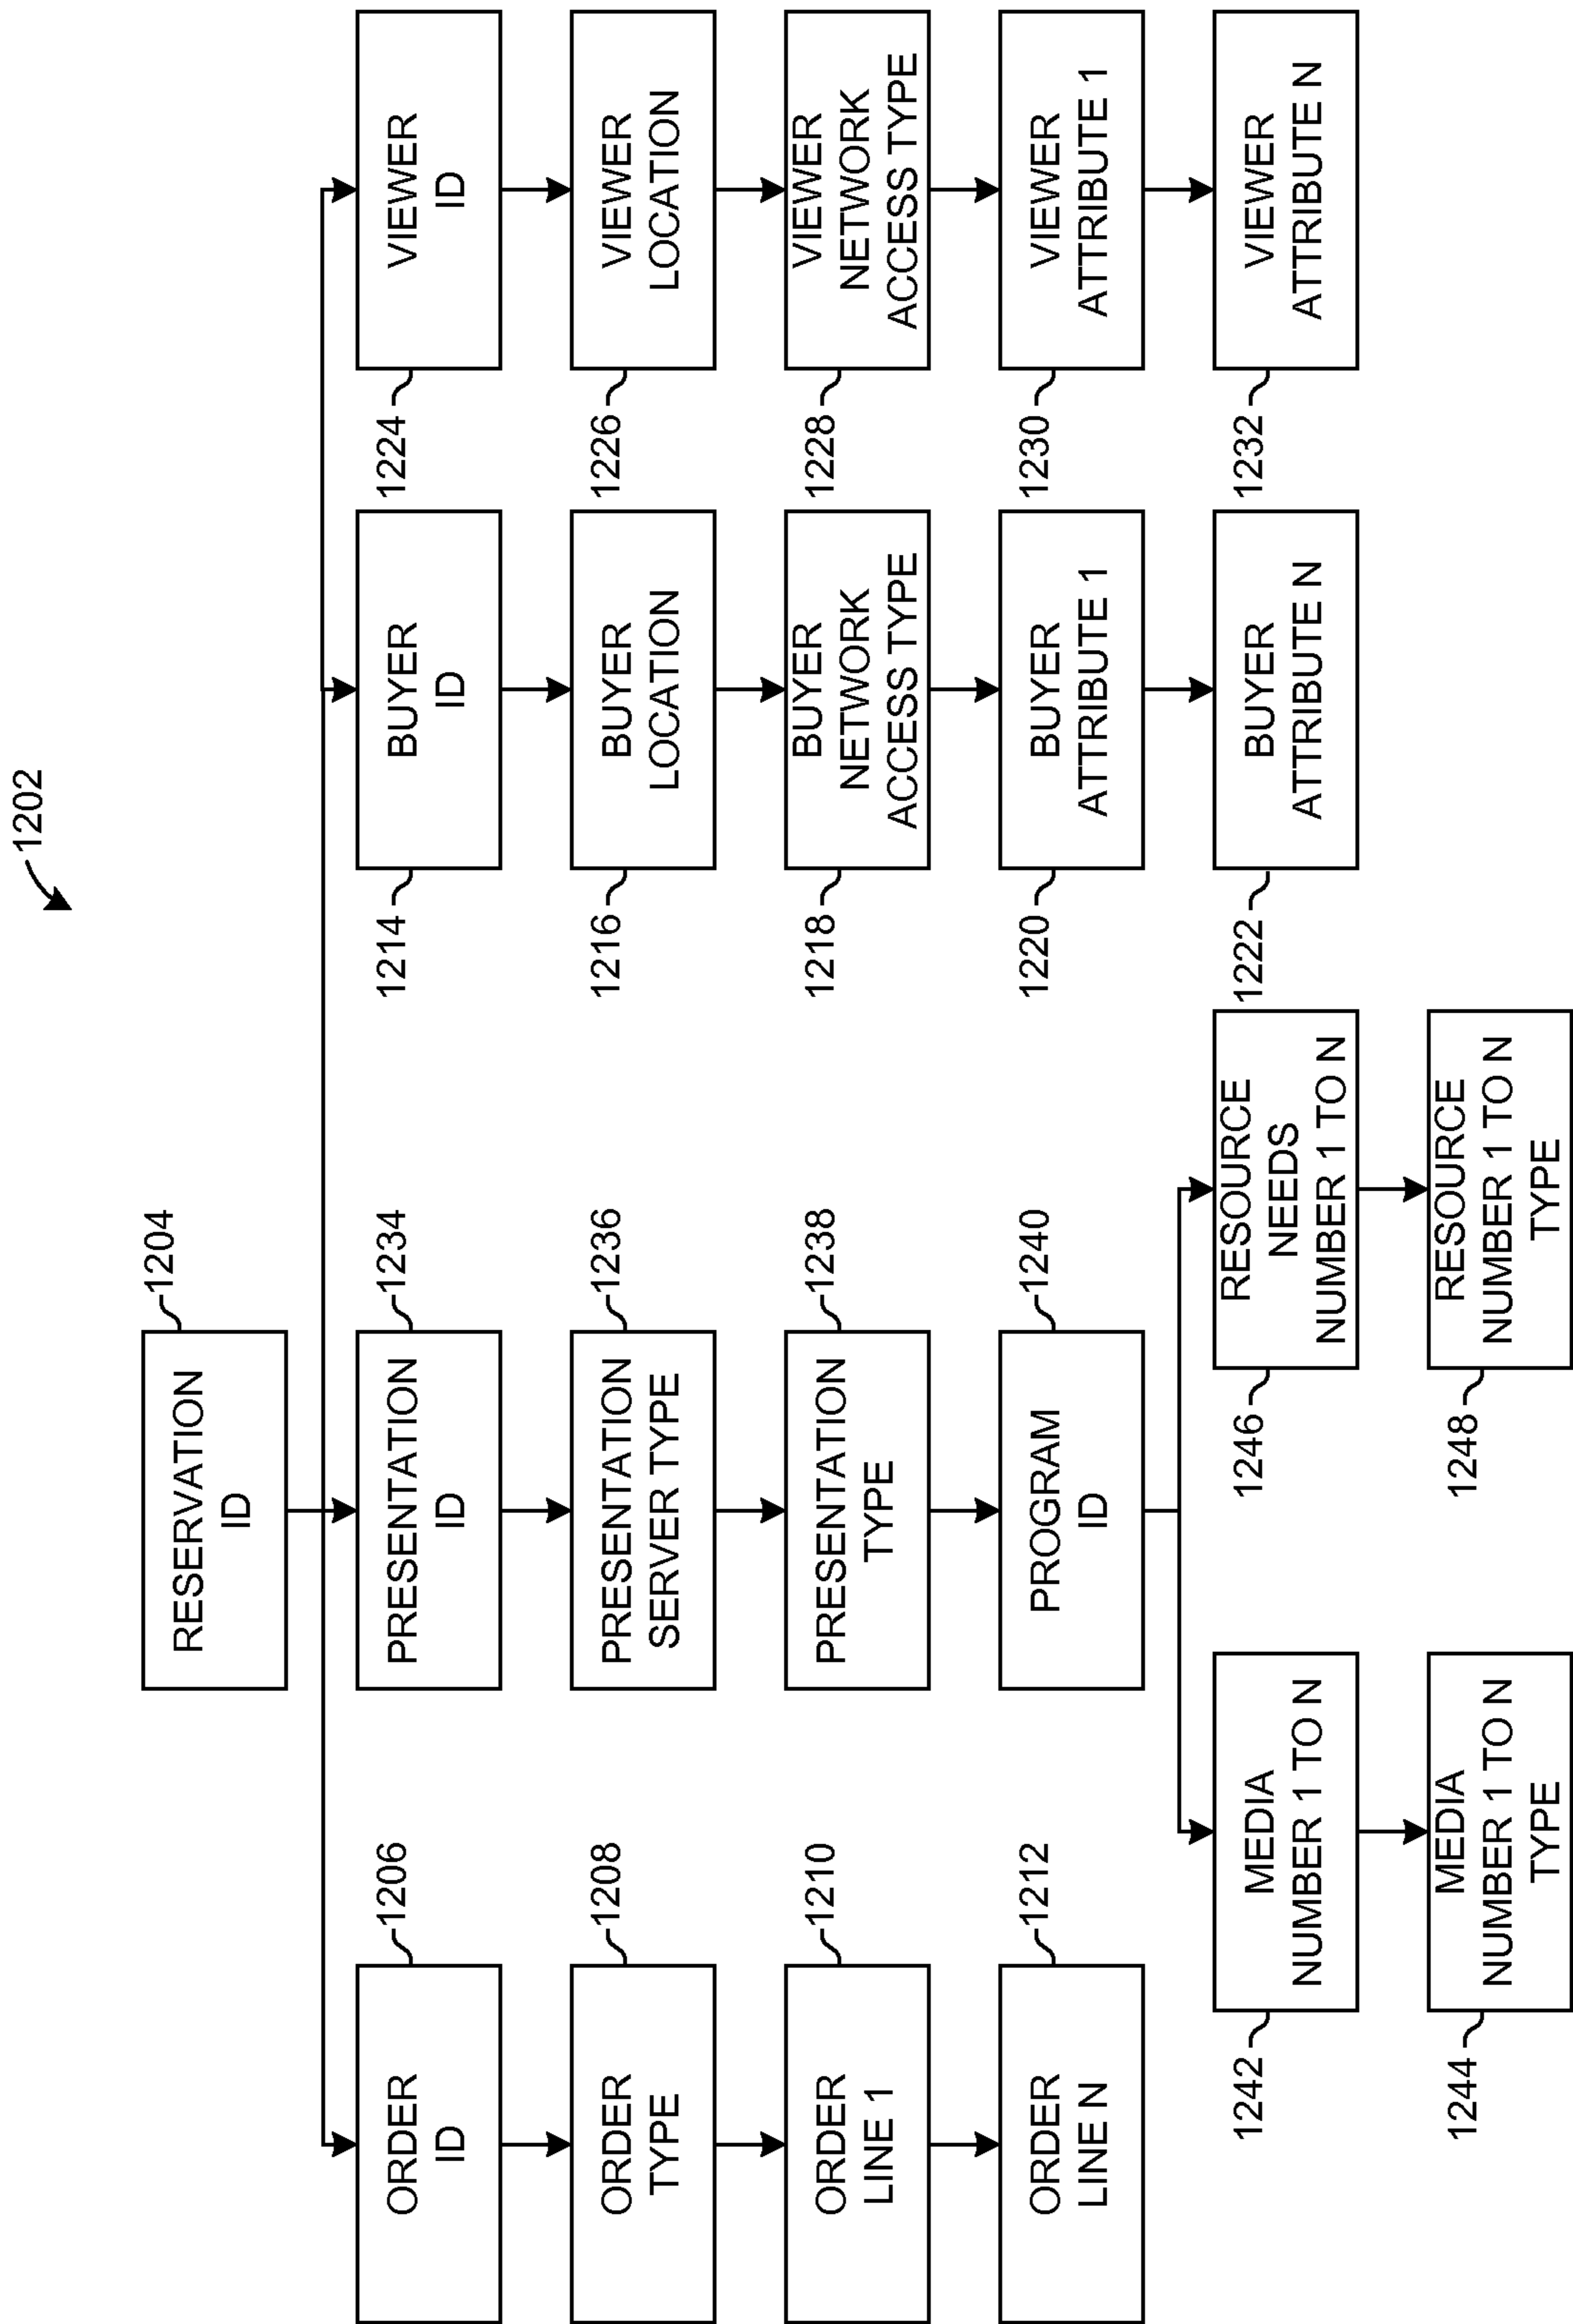 1202
RESERVATION
ID
1204
ORDER
ID
1206
ORDER
TYPE
1208
ORDER
LINE 1
1210
ORDER
LINE N
1212
PRESENTATION
ID
1234
PRESENTATION
SERVER TYPE
1236
PRESENTATION
TYPE
1238
PROGRAM
ID
1240
MEDIA
NUMBER 1 TO N
1242
MEDIA
NUMBER 1 TO N
TYPE
1244
RESOURCE
NEEDS
NUMBER 1 TO N
1246
RESOURCE
NUMBER 1 TO N
TYPE
1248
BUYER
ID
1214
BUYER
LOCATION
1216
BUYER
NETWORK
ACCESS TYPE
1218
BUYER
ATTRIBUTE 1
1220
BUYER
ATTRIBUTE N
1222
VIEWER
ID
1224
VIEWER
LOCATION
1226
VIEWER
NETWORK
ACCESS TYPE
1228
VIEWER
ATTRIBUTE 1
1230
VIEWER
ATTRIBUTE N
1232